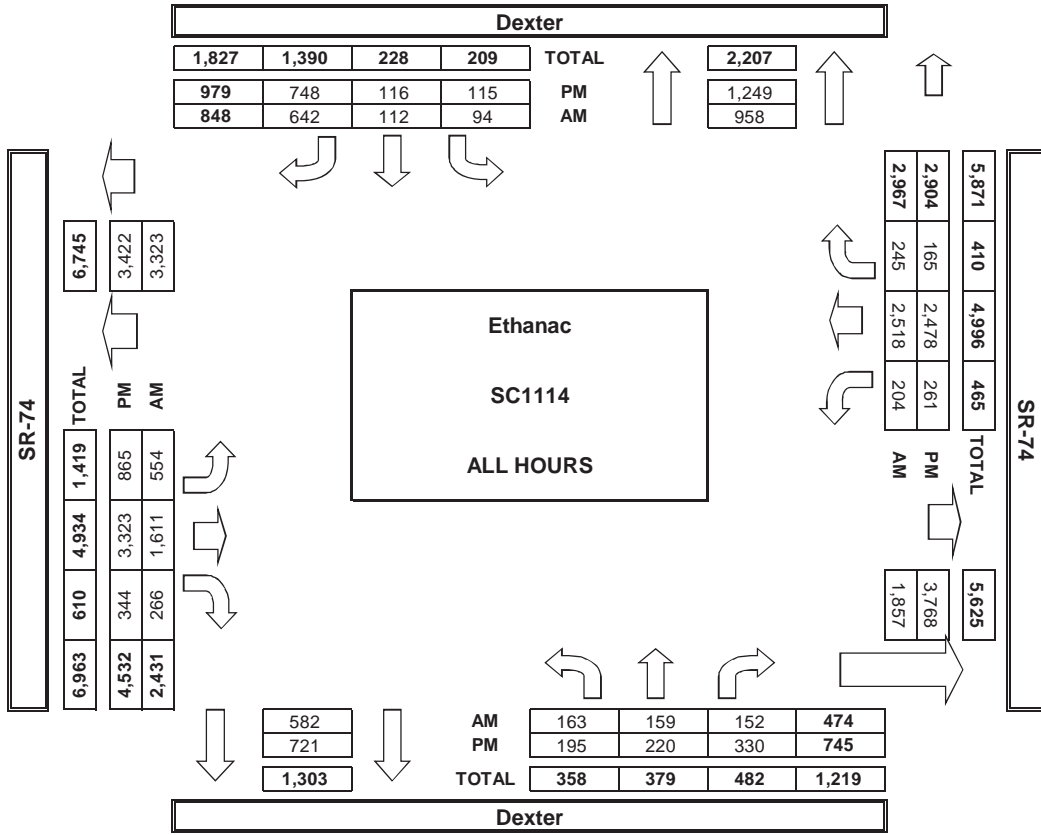 Dexter
1,827 1,390 228 209 TOTAL 2,207
979 748 116 115 PM 1,249
848 642 112 94 AM 958
SR-74
6,745
3,422
3,323
TOTAL 1,419 4,934 610 6,963
PM 865 3,323 344 4,532
AM 554 1,611 266 2,431
Ethanac
SC1114
ALL HOURS
2,967 245 2,518 204 AM
2,904 165 2,478 261 PM
5,871 410 4,996 465 TOTAL
1,857
3,768
5,625
SR-74
582 AM 163 159 152 474
721 PM 195 220 330 745
1,303 TOTAL 358 379 482 1,219
Dexter